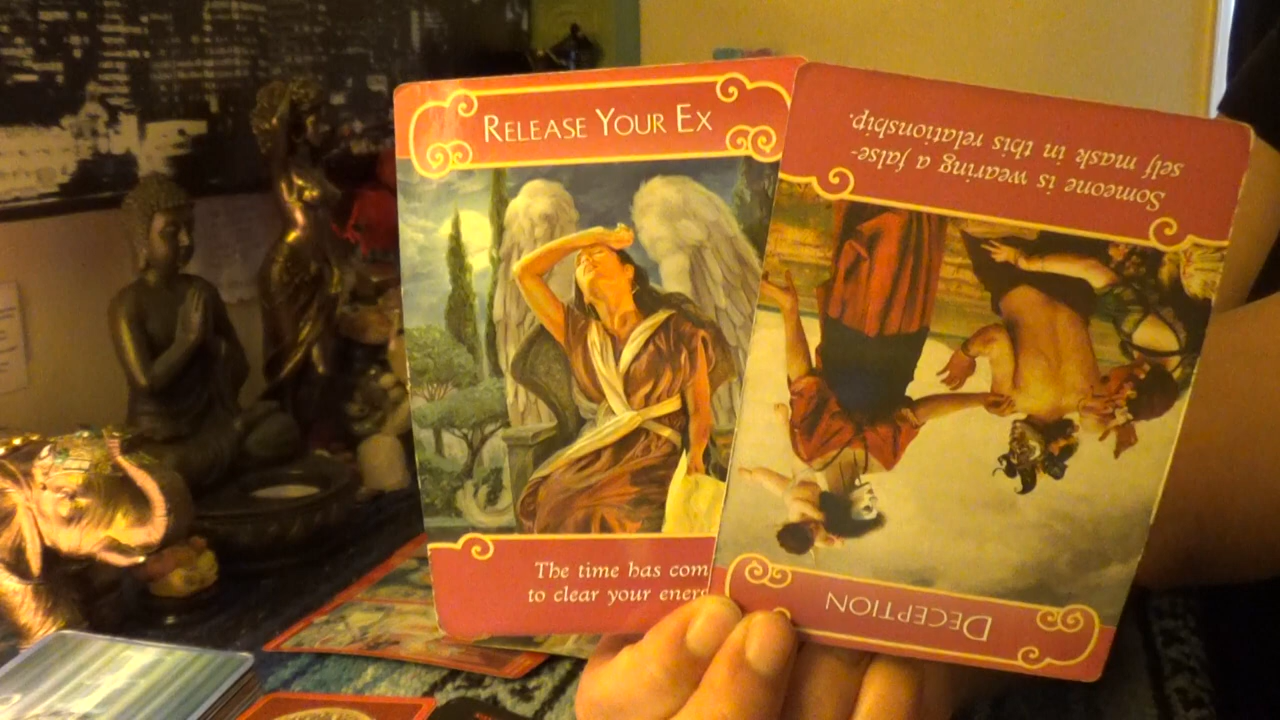 Release Your Ex
The time has com
to clear your ener
Someone is wearing a false-
self mask in this relationship.
Deception